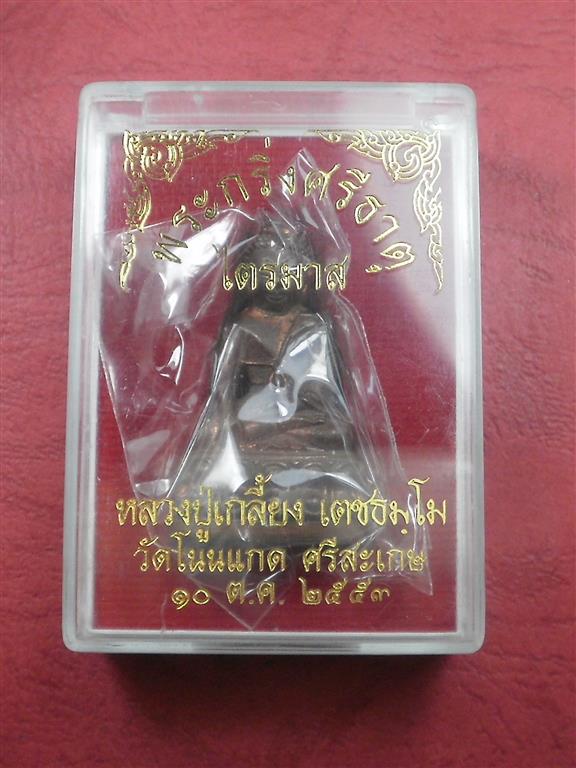 พระกริ่งศรีธาตุ
ไตรมาส
หลวงปู่เกลี้ยง เตชธมฺโม
วัดโนนแกด ศรีสะเกษ
๑๐ ต.ค. ๒๕๕๓